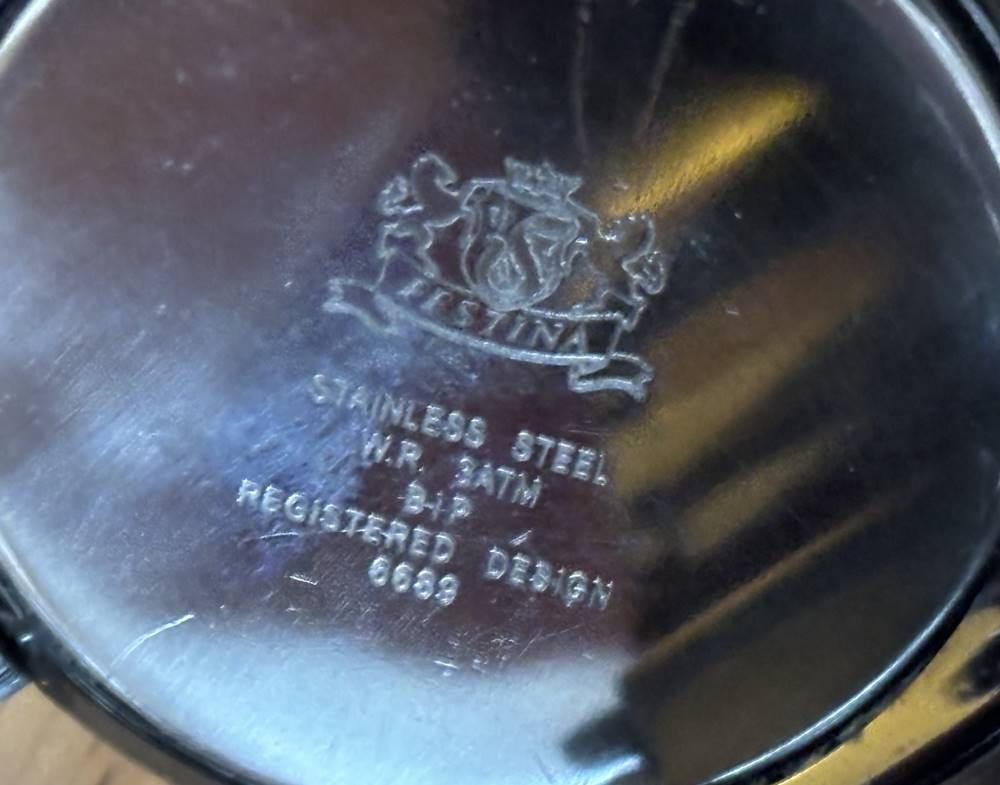 FESTINA
STAINLESS STEEL
W.R. 3ATM
REGISTERED DESIGN
6689